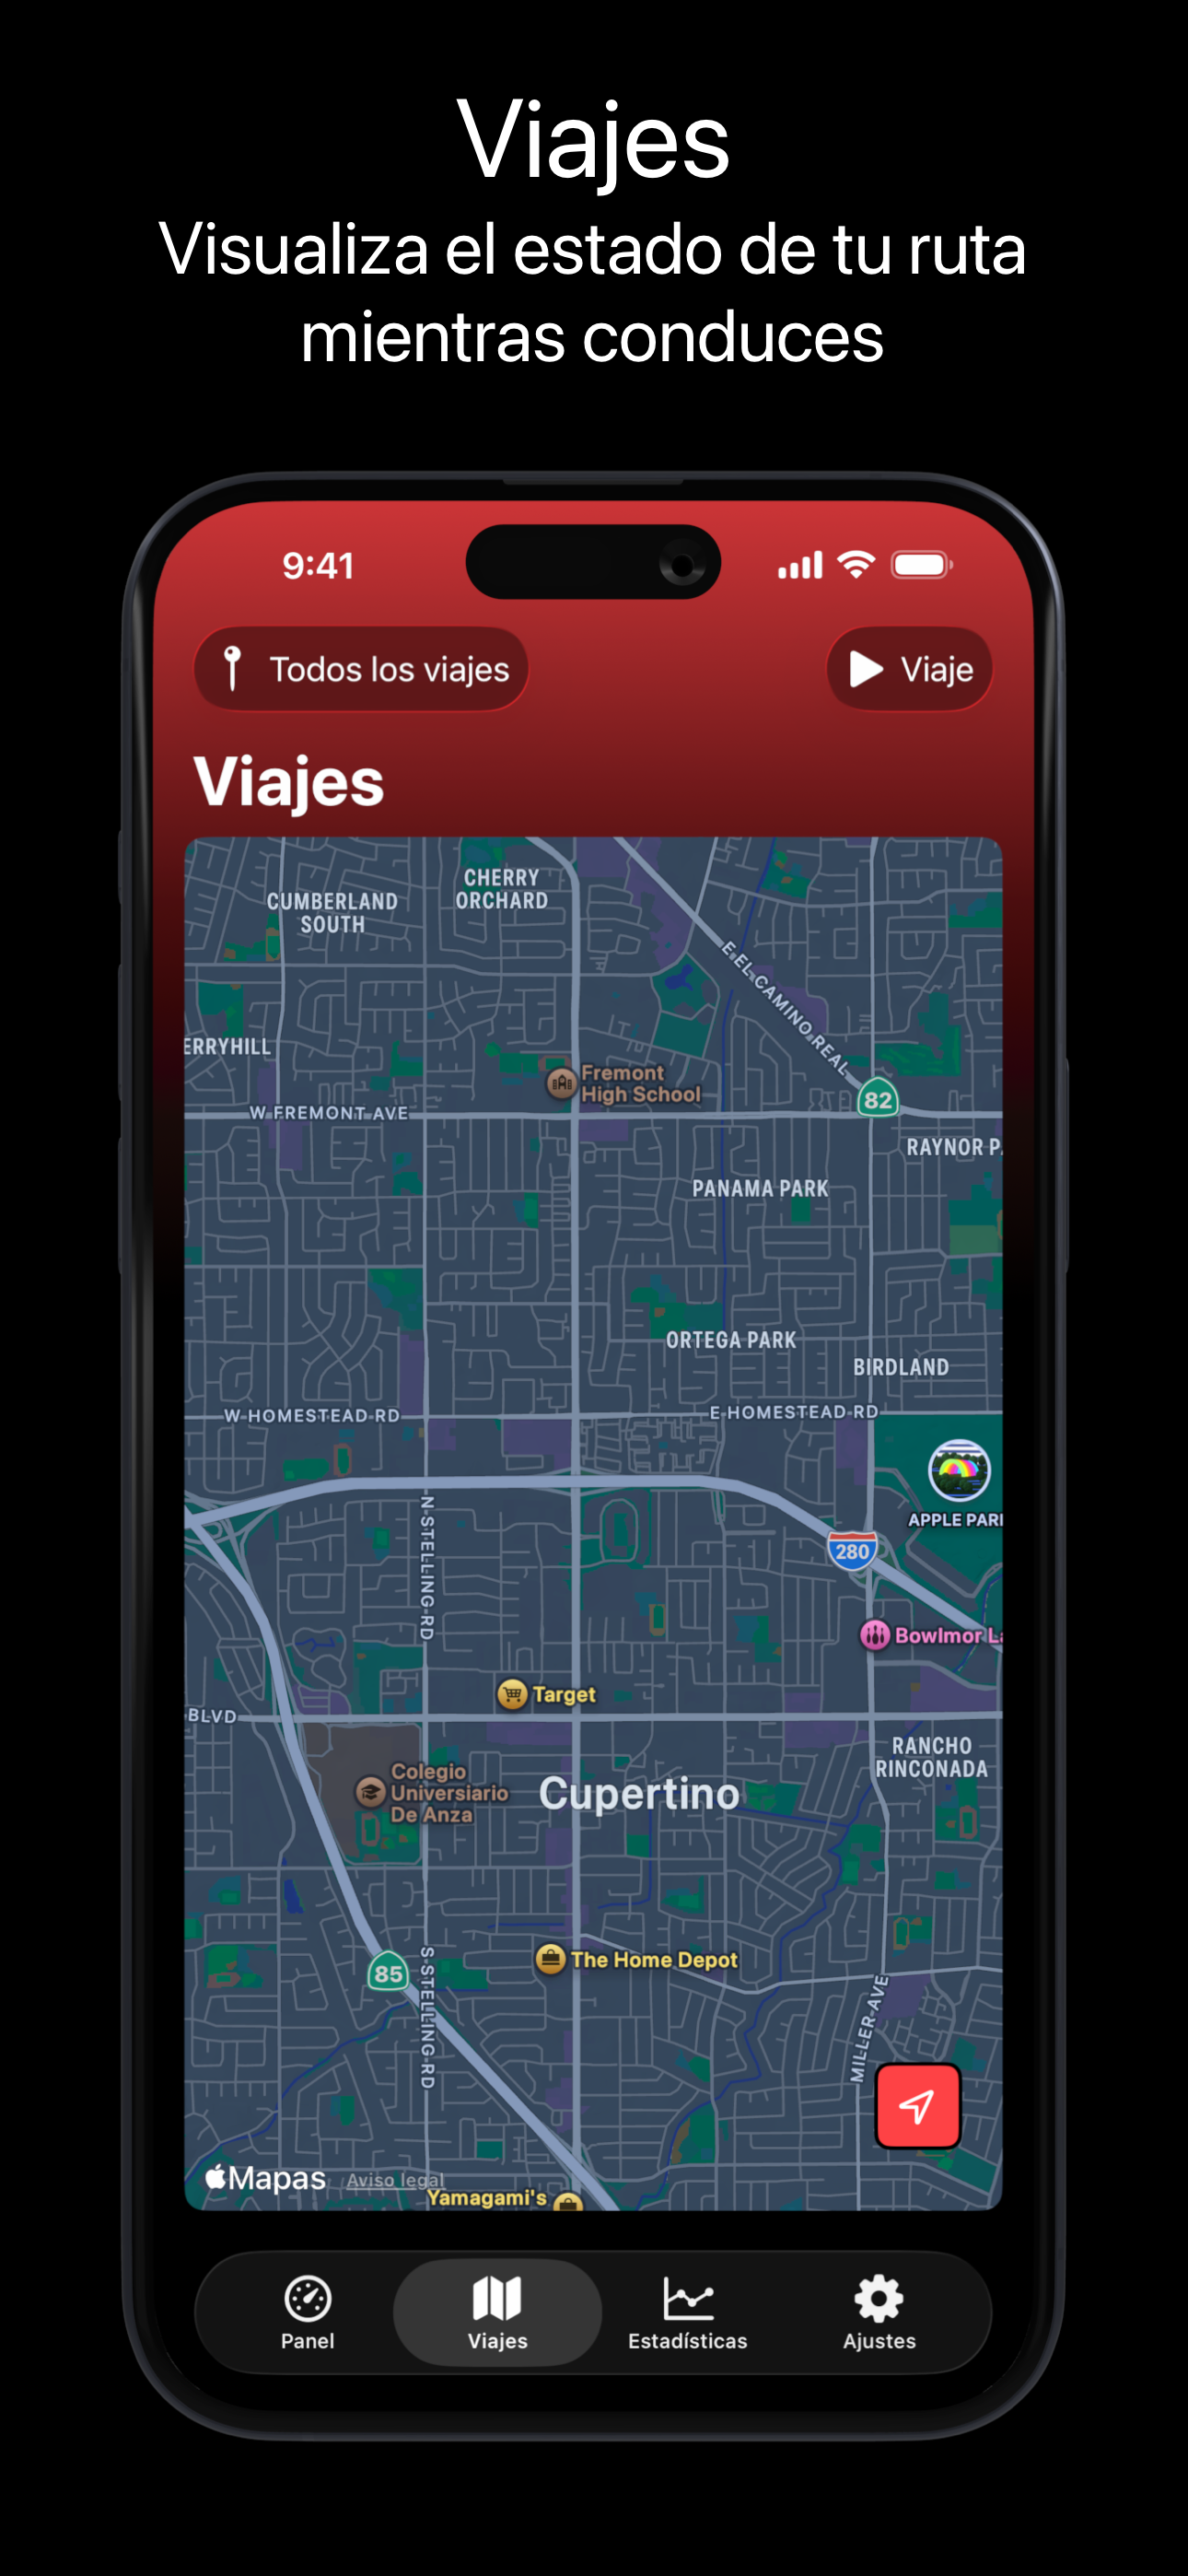 Viajes
Visualiza el estado de tu ruta
mientras conduces
9:41
Todos los viajes
Viaje
Viajes
CHERRY
ORCHARD
CUMBERLAND
SOUTH
E EL CAMINO REAL
ERRYHILL
Fremont
High School
82
W FREMONT AVE
RAYNOR P
PANAMA PARK
ORTEGA PARK
BIRDLAND
W HOMESTEAD RD
E HOMESTEAD RD
APPLE PARK
N STELLING RD
280
Bowlmor La
Target
BLVD
RANCHO
RINCONADA
Colegio
Universiario
De Anza
Cupertino
The Home Depot
85
S STELLING RD
MILLER AVE
Mapas
Aviso legal
Yamagami's
Panel
Viajes
Estadísticas
Ajustes